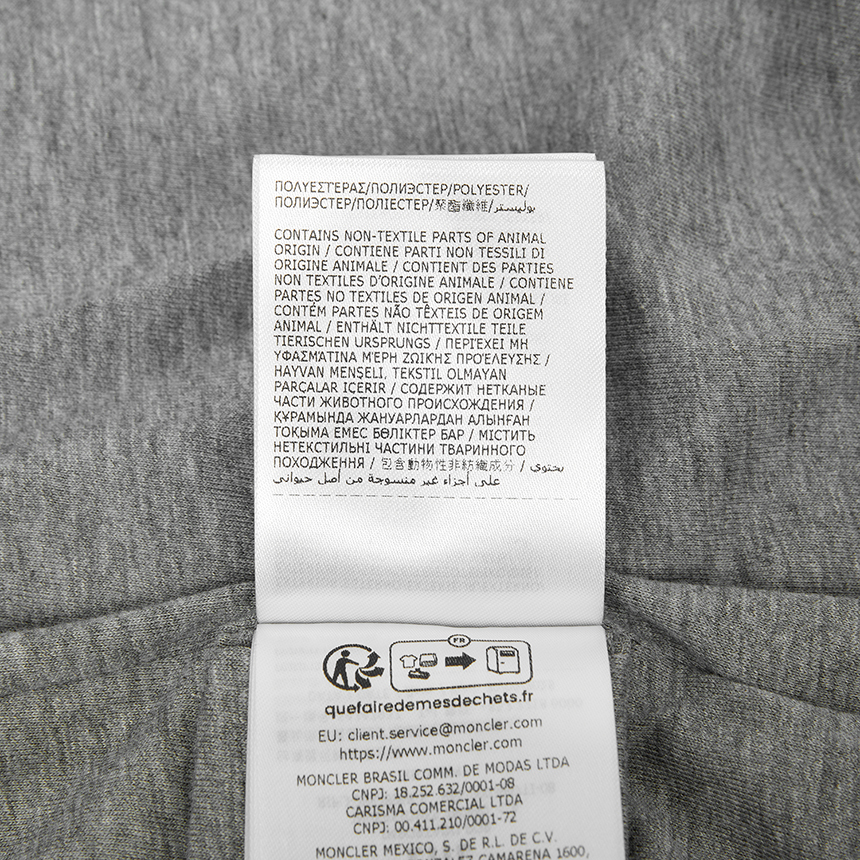 ΠΟΛΥΕΣΤΕΡΑΣ/ПОЛИЭСТЕР/POLYESTER/
ПОЛИЭСТЕР/ПОЛІЕСТЕР/聚酯纖維/بوليستر
CONTAINS NON-TEXTILE PARTS OF ANIMAL
ORIGIN / CONTIENE PARTI NON TESSILI DI
ORIGINE ANIMALE / CONTIENT DES PARTIES
NON TEXTILES D'ORIGINE ANIMALE / CONTIENE
PARTES NO TEXTILES DE ORIGEN ANIMAL /
CONTÉM PARTES NÃO TÊXTEIS DE ORIGEM
ANIMAL / ENTHÄLT NICHTTEXTILE TEILE
TIERISCHEN URSPRUNGS / ΠΕΡΙΈΧΕΙ ΜΗ
ΥΦΑΣΜΆΤΙΝΑ ΜΈΡΗ ΖΩΙΚΉΣ ΠΡΟΈΛΕΥΣΗΣ /
HAYVAN MENŞELİ, TEKSTIL OLMAYAN
PARÇALAR İÇERİR / СОДЕРЖИТ НЕТКАНЫЕ
ЧАСТИ ЖИВОТНОГО ПРОИСХОЖДЕНИЯ /
ҚҰРАМЫНДА ЖАНУАРЛАРДАН АЛЫНҒАН
ТОҚЫМА ЕМЕС БӨЛІКТЕР БАР / МІСТИТЬ
НЕТЕКСТИЛЬНІ ЧАСТИНИ ТВАРИННОГО
ПОХОДЖЕННЯ / 包含動物性非紡織成分 / يحتوي
على أجزاء غير منسوجة من أصل حيواني
FR
quefairedemesdechets.fr
EU: client.service@moncler.com
https://www.moncler.com
MONCLER BRASIL COMM. DE MODAS LTDA
CNPJ: 18.252.632/0001-08
CARISMA COMERCIAL LTDA
CNPJ: 00.411.210/0001-72
MONCLER MEXICO, S. DE R.L. DE C.V.
CAMARENA 1600,